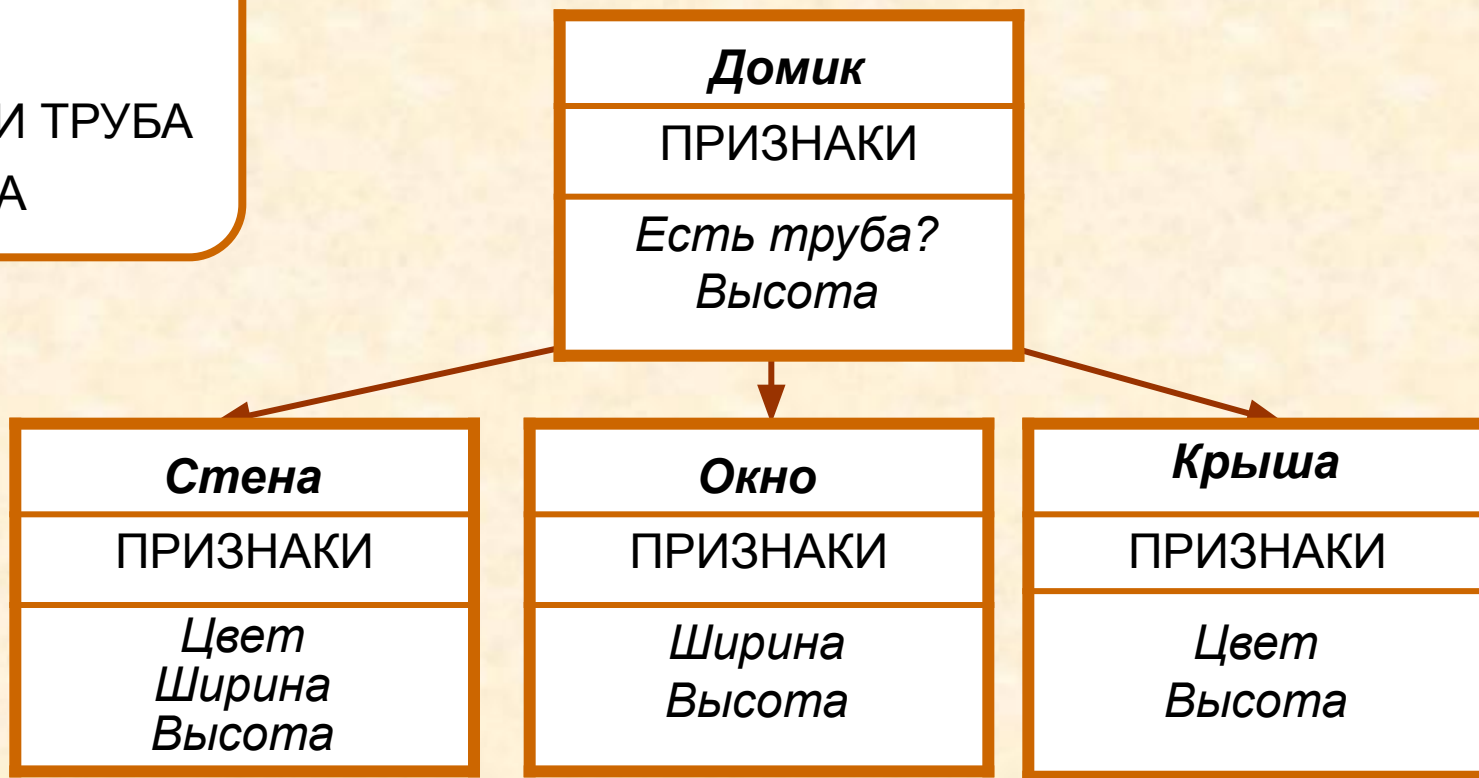 И ТРУБА
А
Домик
ПРИЗНАКИ
Есть труба?
Высота
Стена
ПРИЗНАКИ
Цвет
Ширина
Высота
Окно
ПРИЗНАКИ
Ширина
Высота
Крыша
ПРИЗНАКИ
Цвет
Высота